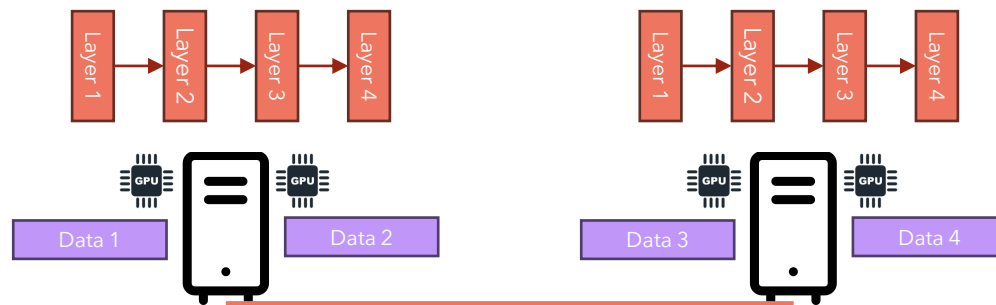 Layer 1
Layer 2
Layer 3
Layer 4
Layer 1
Layer 2
Layer 3
Layer 4
GPU
GPU
GPU
GPU
Data 1
Data 2
Data 3
Data 4